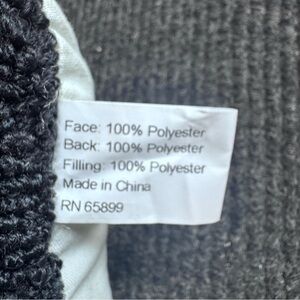 Face: 100% Polyester
Back: 100% Polyester
Filling: 100% Polyester
Made in China
RN 65899